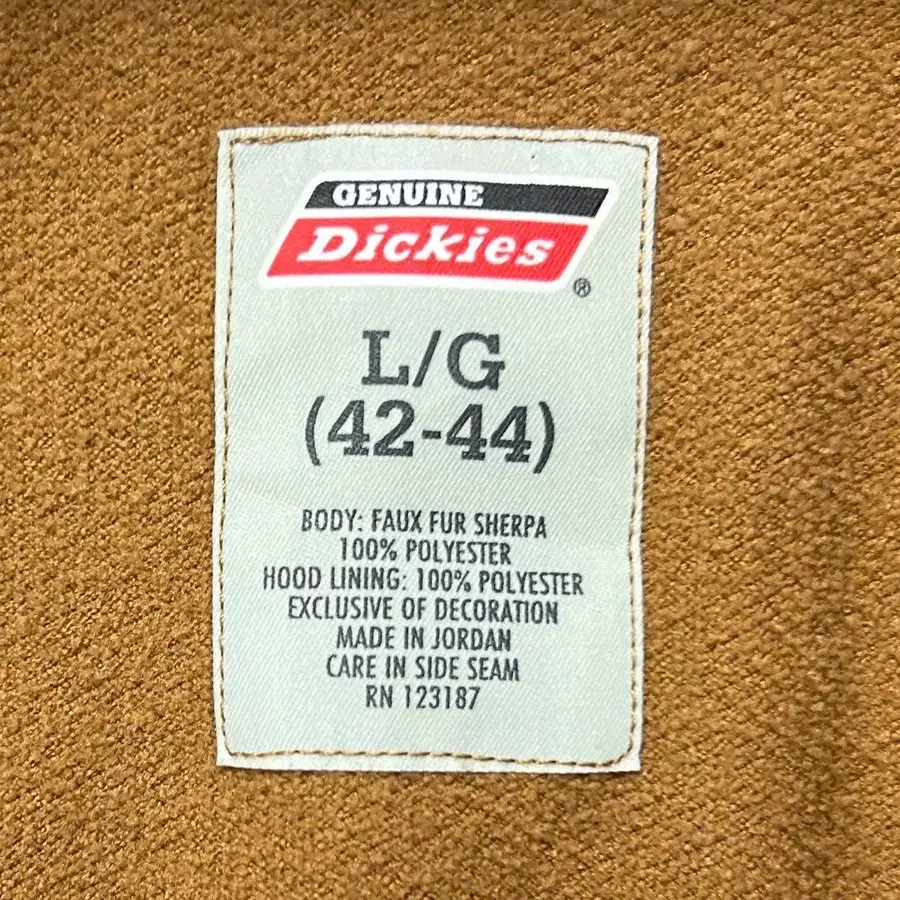 GENUINE
Dickies
®
L/G
(42-44)
BODY: FAUX FUR SHERPA
100% POLYESTER
HOOD LINING: 100% POLYESTER
EXCLUSIVE OF DECORATION
MADE IN JORDAN
CARE IN SIDE SEAM
RN 123187